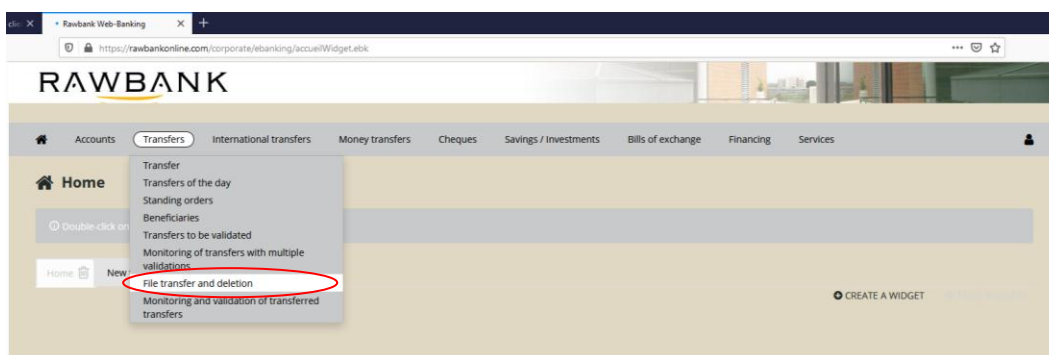 Rawbank Web-Banking
https://rawbankonline.com/corporate/ebanking/accueilWidget.ebk
RAWBANK
Accounts Transfers International transfers Money transfers Cheques Savings / Investments Bills of exchange Financing Services
Transfer
Home
Transfers of the day
Standing orders
Beneficiaries
Double-click on
Transfers to be validated
Monitoring of transfers with multiple
validations
Home New
File transfer and deletion
Monitoring and validation of transferred
transfers
CREATE A WIDGET